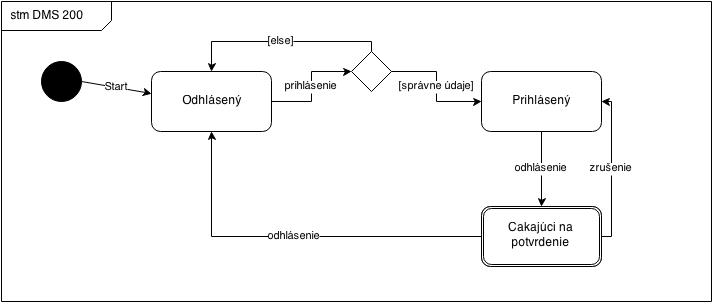 stm DMS 200
[else]
Start
Odhlásený
prihlásenie
[správne údaje]
Prihlásený
odhlásenie
zrušenie
Cakajúci na
potvrdenie
odhlásenie